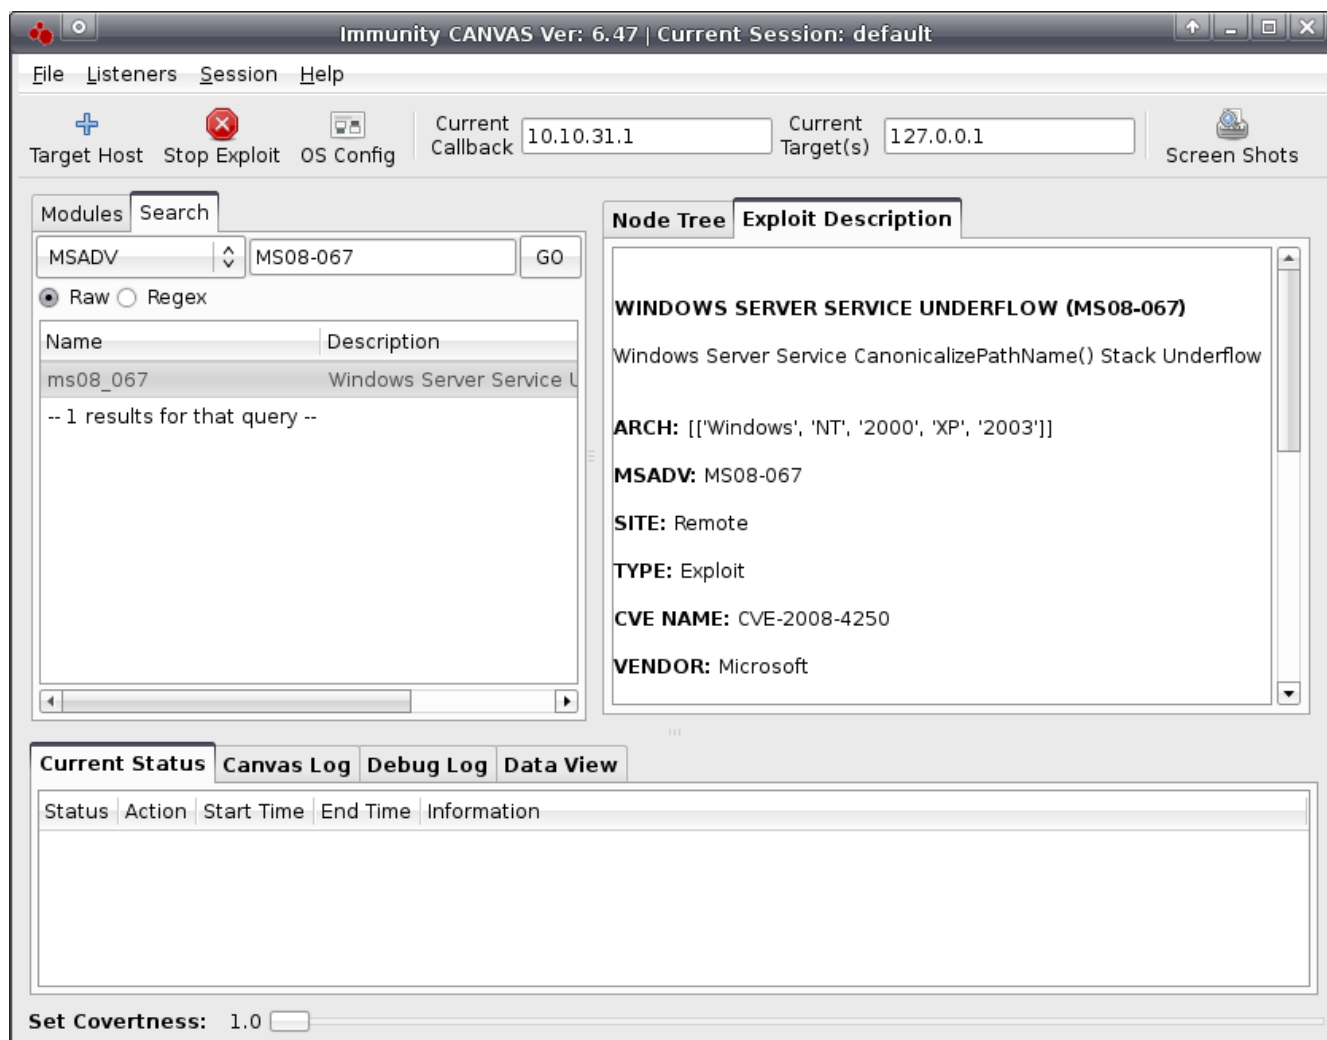 Immunity CANVAS Ver: 6.47 | Current Session: default
File Listeners Session Help
Target Host
Stop Exploit
OS Config
Current Callback
10.10.31.1
Current Target(s)
127.0.0.1
Screen Shots
Modules Search
MSADV MS08-067 GO
Raw Regex
Name Description
ms08_067 Windows Server Service
-- 1 results for that query --
Node Tree Exploit Description
WINDOWS SERVER SERVICE UNDERFLOW (MS08-067)
Windows Server Service CanonicalizePathName() Stack Underflow
ARCH: [['Windows', 'NT', '2000', 'XP', '2003']]
MSADV: MS08-067
SITE: Remote
TYPE: Exploit
CVE NAME: CVE-2008-4250
VENDOR: Microsoft
Current Status Canvas Log Debug Log Data View
Status Action Start Time End Time Information
Set Covertness: 1.0